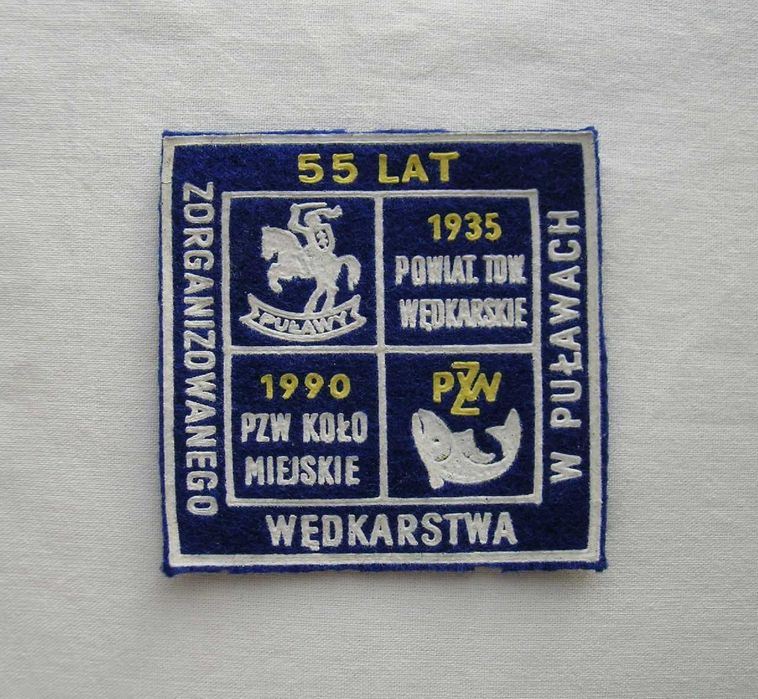 55 LAT
ZORGANIZOWANEGO
WĘDKARSTWA
W PUŁAWACH
PUŁAWY
1935
POWIAT. TOW.
WĘDKARSKIE
1990
PZW KOŁO
MIEJSKIE
PZW